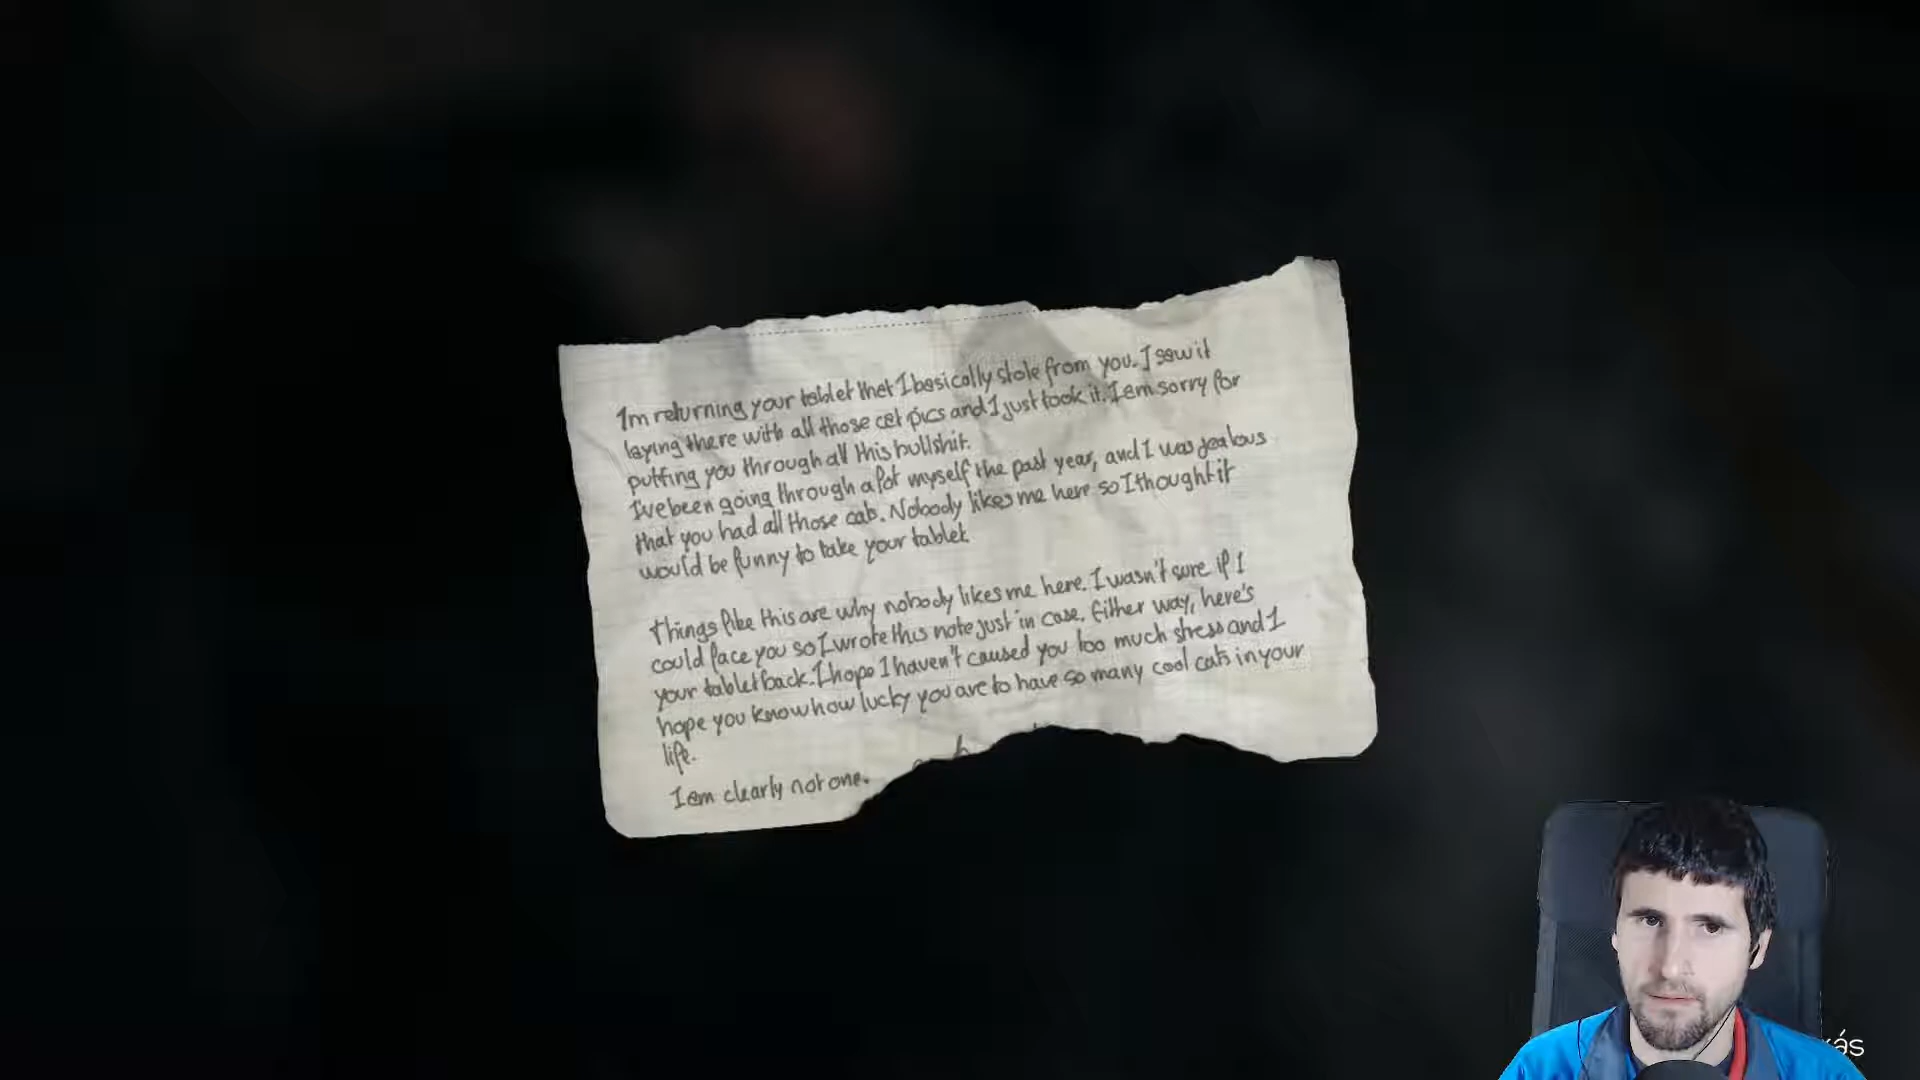 Im returning your tablet that I basically stole from you. I saw it
laying there with all those cat pics and I just took it. I am sorry for
putting you through all this bullshit.
I've been going through a lot myself the past year, and I was jealous
that you had all those cats. Nobody likes me here so I thought it
would be funny to take your tablet.
Things like this are why nobody likes me here. I wasn't sure if I
could face you so I wrote this note just in case. Either way, here's
your tablet back. I hope I haven't caused you too much stress and I
hope you know how lucky you are to have so many cool cats in your
life.
I am clearly not one.